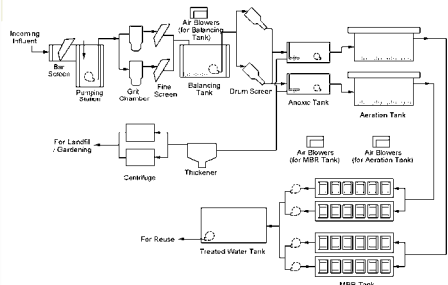 Incoming
Influent
Bar
Screen
Pumping
Station
Grit
Chamber
Fine
Screen
Air Blowers
(for Balancing
Tank)
Balancing
Tank
Drum Screen
Anoxic Tank
Aeration Tank
For Landfill
/ Gardening
Centrifuge
Thickener
Air Blowers
(for MBR Tank)
Air Blowers
(for Aeration Tank)
For Reuse
Treated Water Tank
MBR Tank